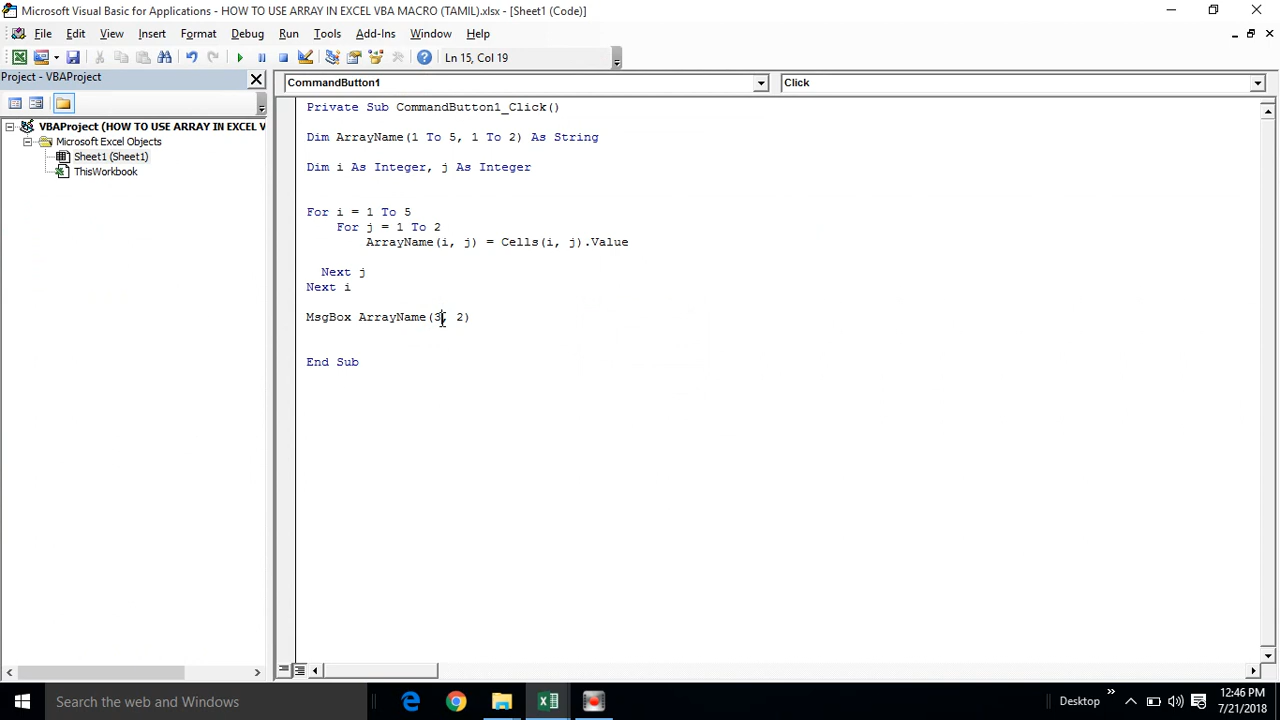 Microsoft Visual Basic for Applications - HOW TO USE ARRAY IN EXCEL VBA MACRO (TAMIL).xlsx - [Sheet1 (Code)]
File Edit View Insert Format Debug Run Tools Add-Ins Window Help
Ln 15, Col 19
Project - VBAProject
VBAProject (HOW TO USE ARRAY IN EXCEL V
Microsoft Excel Objects
Sheet1 (Sheet1)
ThisWorkbook
CommandButton1 Click
Private Sub CommandButton1_Click()
Dim ArrayName(1 To 5, 1 To 2) As String
Dim i As Integer, j As Integer
For i = 1 To 5
For j = 1 To 2
ArrayName(i, j) = Cells(i, j).Value
Next j
Next i
MsgBox ArrayName(3, 2)
End Sub
Search the web and Windows
Desktop
12:46 PM
7/21/2018